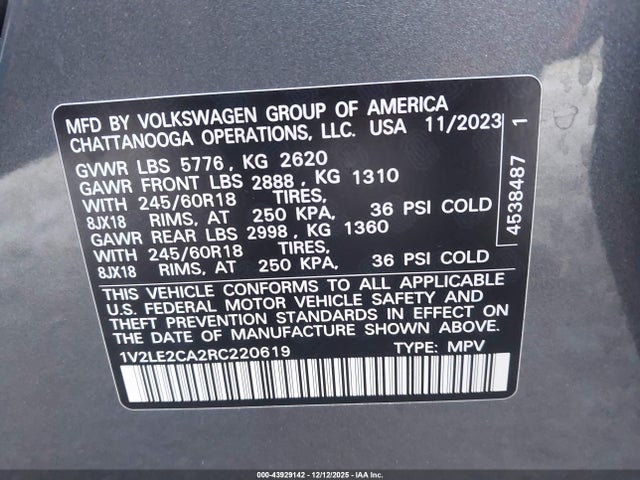 MFD BY VOLKSWAGEN GROUP OF AMERICA
CHATTANOOGA OPERATIONS, LLC. USA 11/2023
GVWR LBS 5776, KG 2620
GAWR FRONT LBS 2888, KG 1310
WITH 245/60R18 TIRES,
8JX18 RIMS, AT 250 KPA, 36 PSI COLD
GAWR REAR LBS 2998, KG 1360
WITH 245/60R18 TIRES,
8JX18 RIMS, AT 250 KPA, 36 PSI COLD
THIS VEHICLE CONFORMS TO ALL APPLICABLE
U.S. FEDERAL MOTOR VEHICLE SAFETY AND
THEFT PREVENTION STANDARDS IN EFFECT ON
THE DATE OF MANUFACTURE SHOWN ABOVE.
1V2LE2CA2RC220619 TYPE: MPV
4538487 1
000-43929142 - 12/12/2025 - IAA Inc.